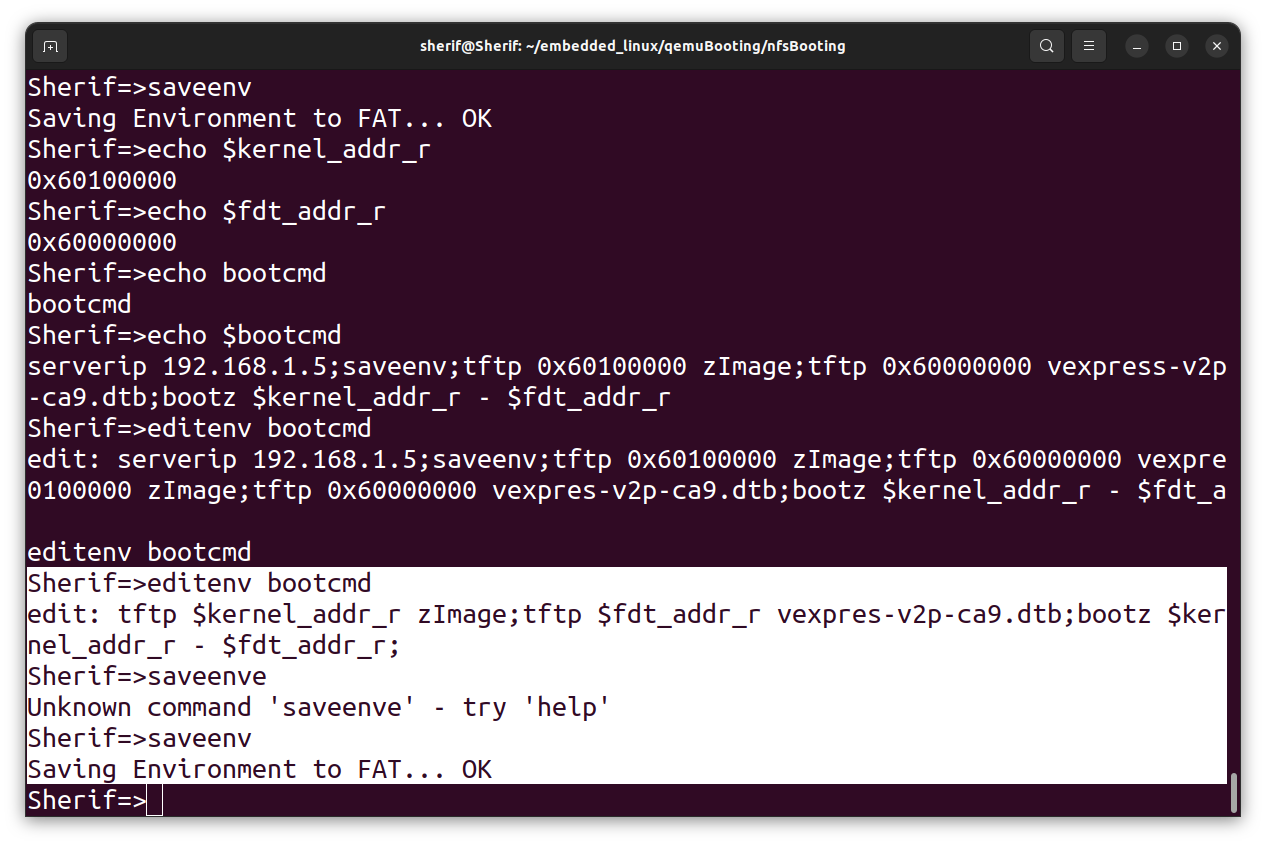 sherif@Sherif: ~/embedded_linux/qemuBooting/nfsBooting
Sherif=>saveenv
Saving Environment to FAT... OK
Sherif=>echo $kernel_addr_r
0x60100000
Sherif=>echo $fdt_addr_r
0x60000000
Sherif=>echo bootcmd
bootcmd
Sherif=>echo $bootcmd
serverip 192.168.1.5;saveenv;tftp 0x60100000 zImage;tftp 0x60000000 vexpress-v2p
-ca9.dtb;bootz $kernel_addr_r - $fdt_addr_r
Sherif=>editenv bootcmd
edit: serverip 192.168.1.5;saveenv;tftp 0x60100000 zImage;tftp 0x60000000 vexpre
0100000 zImage;tftp 0x60000000 vexpres-v2p-ca9.dtb;bootz $kernel_addr_r - $fdt_a
editenv bootcmd
Sherif=>editenv bootcmd
edit: tftp $kernel_addr_r zImage;tftp $fdt_addr_r vexpres-v2p-ca9.dtb;bootz $ker
nel_addr_r - $fdt_addr_r;
Sherif=>saveenve
Unknown command 'saveenve' - try 'help'
Sherif=>saveenv
Saving Environment to FAT... OK
Sherif=>